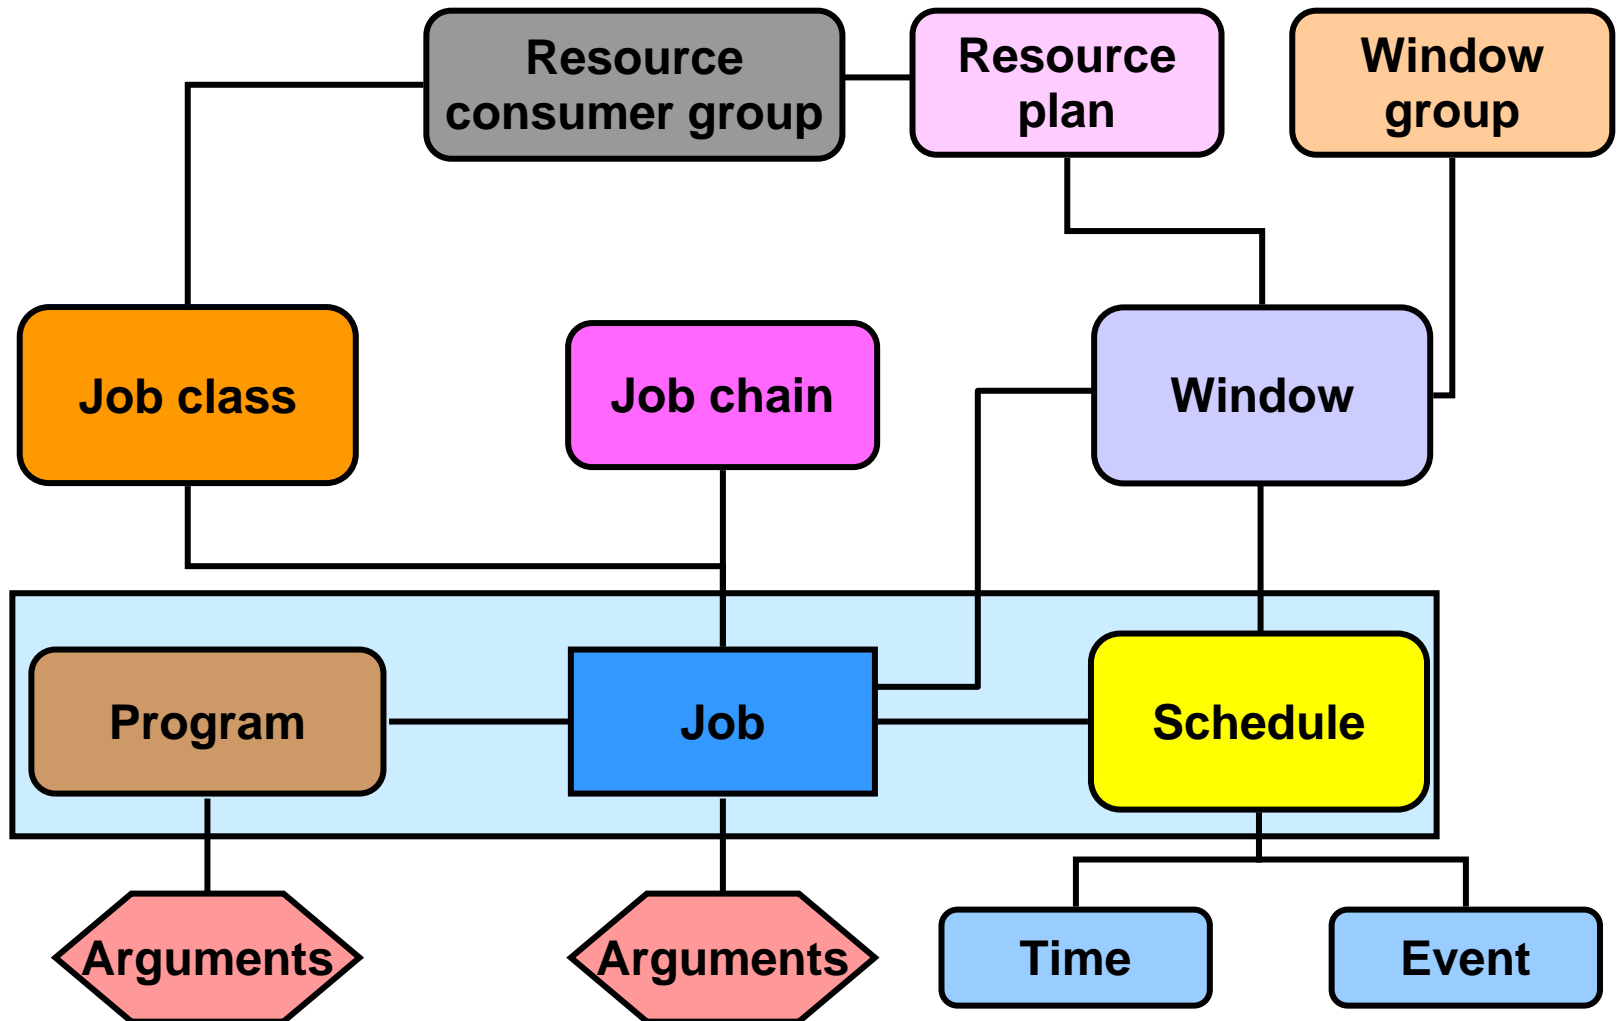 Resource
consumer group
Resource
plan
Window
group
Job class
Job chain
Window
Program
Job
Schedule
Arguments
Arguments
Time
Event